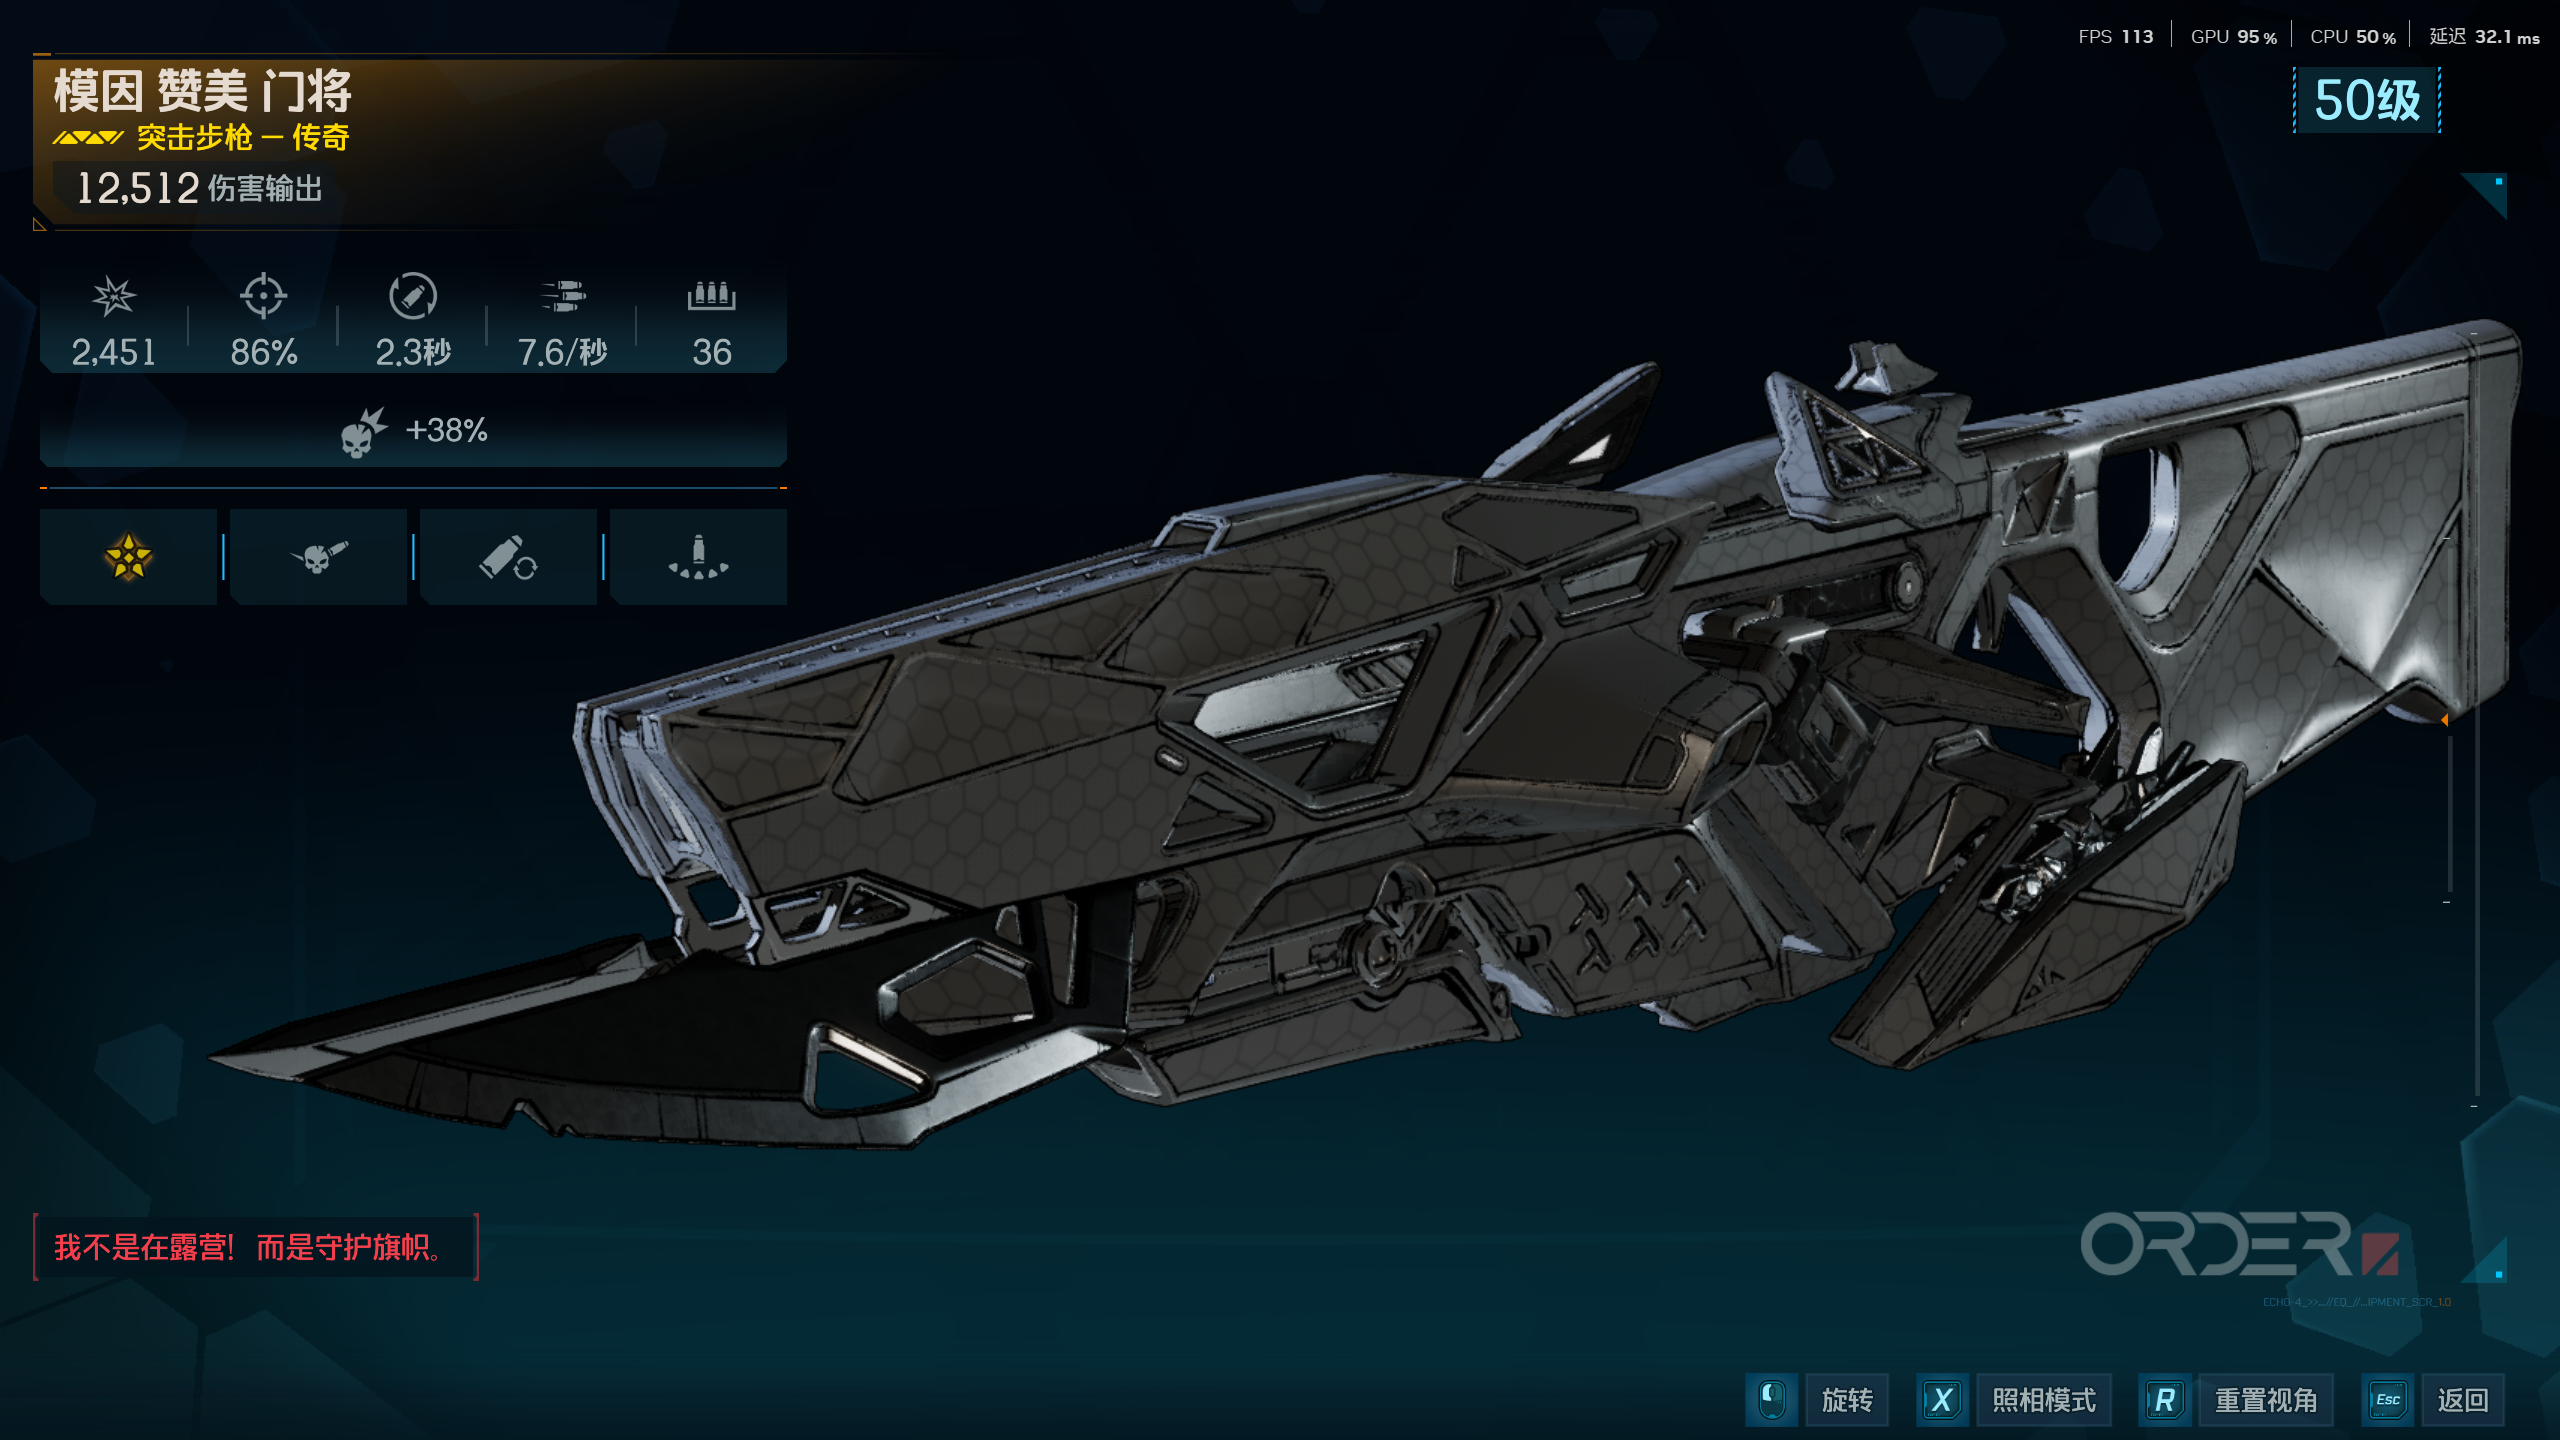 FPS 113 GPU 95% CPU 50% 延迟 32.1 ms
模因 赞美 门将
突击步枪 — 传奇
12,512 伤害输出
50级
2,451 86% 2.3秒 7.6/秒 36
+38%
我不是在露营！而是守护旗帜。
ORDER
旋转 X 照相模式 R 重置视角 Esc 返回